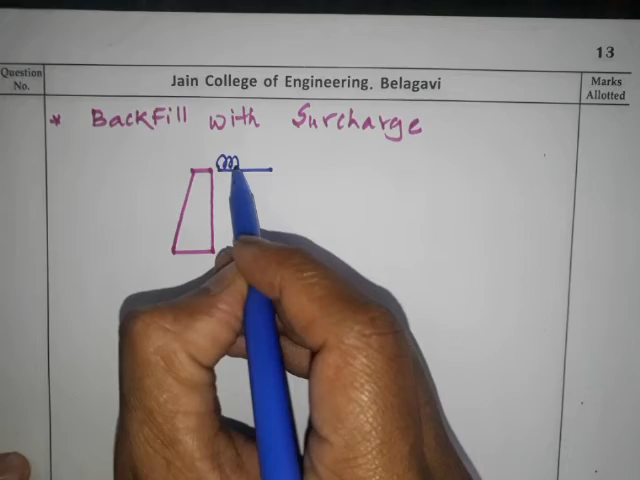 13
Question No.
Jain College of Engineering, Belagavi
Marks Allotted
* Backfill with Surcharge